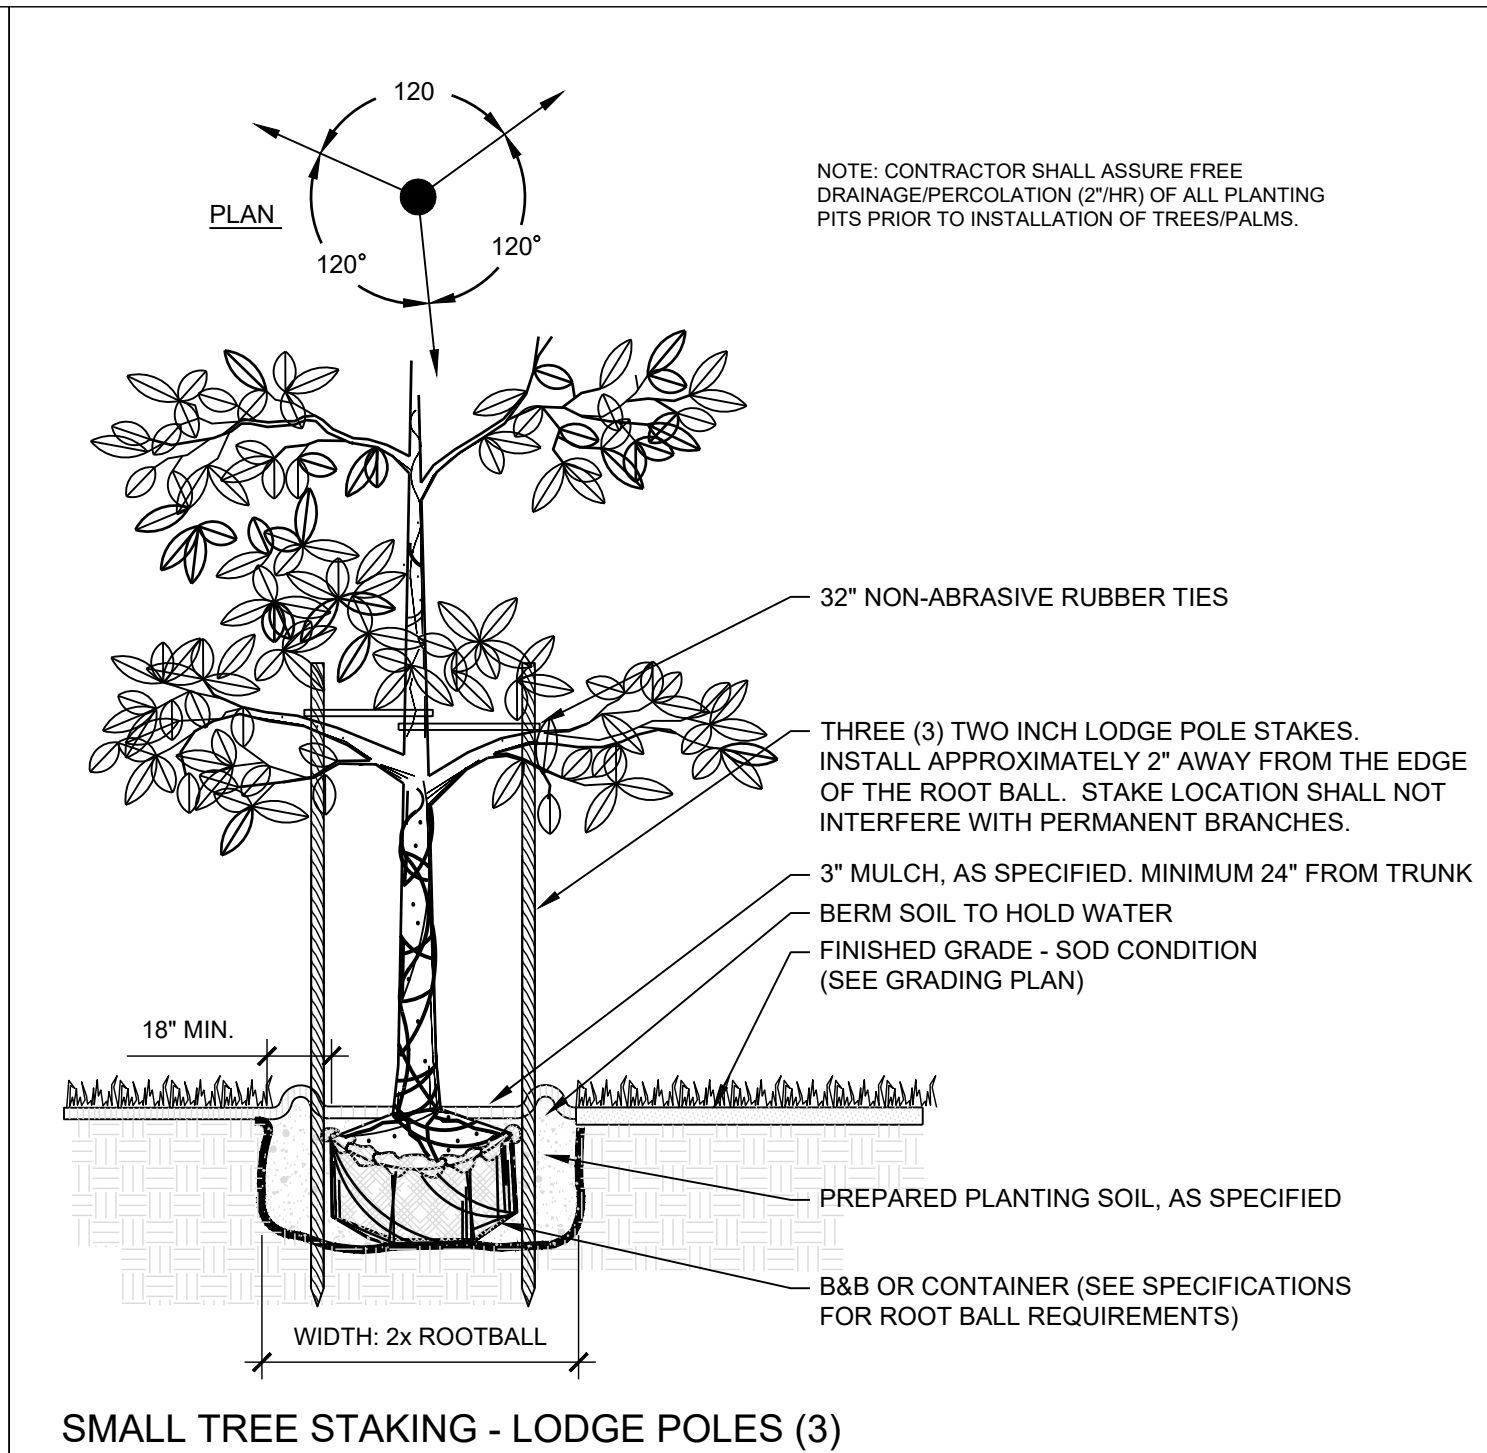 120
PLAN
120°
120°
NOTE: CONTRACTOR SHALL ASSURE FREE
DRAINAGE/PERCOLATION (2"/HR) OF ALL PLANTING
PITS PRIOR TO INSTALLATION OF TREES/PALMS.
32" NON-ABRASIVE RUBBER TIES
THREE (3) TWO INCH LODGE POLE STAKES.
INSTALL APPROXIMATELY 2" AWAY FROM THE EDGE
OF THE ROOT BALL. STAKE LOCATION SHALL NOT
INTERFERE WITH PERMANENT BRANCHES.
3" MULCH, AS SPECIFIED. MINIMUM 24" FROM TRUNK
BERM SOIL TO HOLD WATER
FINISHED GRADE - SOD CONDITION
(SEE GRADING PLAN)
18" MIN.
PREPARED PLANTING SOIL, AS SPECIFIED
B&B OR CONTAINER (SEE SPECIFICATIONS
FOR ROOT BALL REQUIREMENTS)
WIDTH: 2x ROOTBALL
SMALL TREE STAKING - LODGE POLES (3)